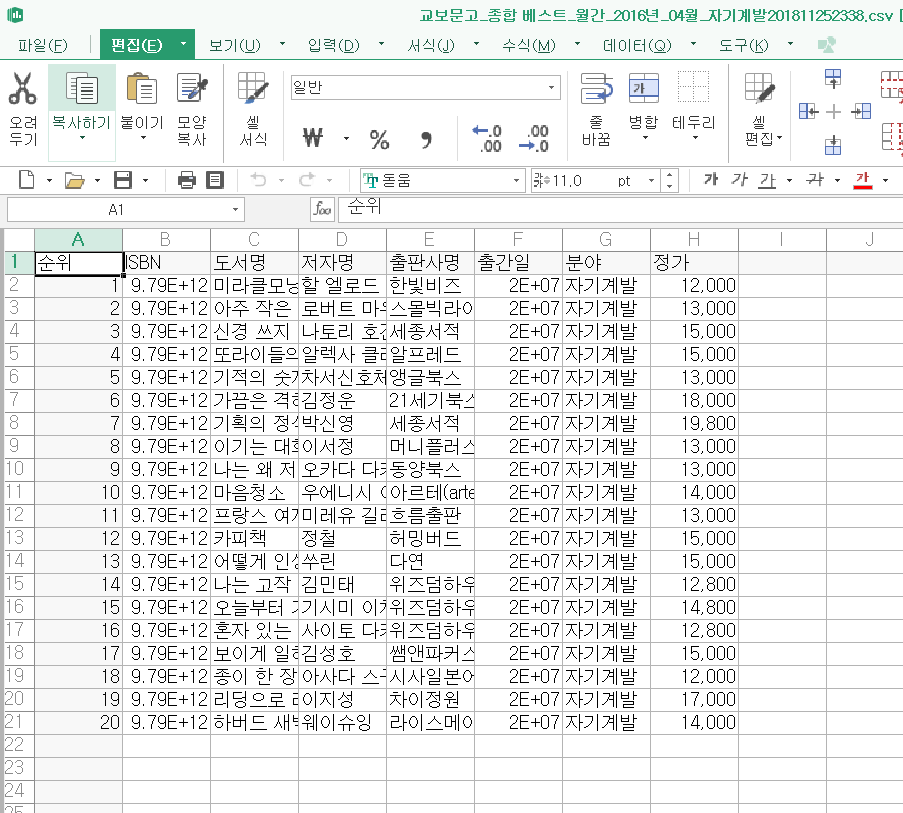 교보문고_종합 베스트_월간_2016년_04월_자기계발201811252338.csv [
파일(F) 편집(E) 보기(U) 입력(D) 서식(J) 수식(M) 데이터(Q) 도구(K)
오려 두기 복사하기 붙이기 모양 복사 셀 서식 일반 줄 바꿈 병합 테두리 셀 편집
₩ % , ←.0 .00 .00 →.0 가
돋움 11.0 pt 가 가 가 가 가
A1 순위
A B C D E F G H I J
1 순위 ISBN 도서명 저자명 출판사명 출간일 분야 정가
2 1 9.79E+12 미라클모닝 할 엘로드 한빛비즈 2E+07 자기계발 12,000
3 2 9.79E+12 아주 작은 로버트 마우 스몰빅라이 2E+07 자기계발 13,000
4 3 9.79E+12 신경 쓰지 나토리 호겐 세종서적 2E+07 자기계발 15,000
5 4 9.79E+12 또라이들의 알렉사 클레 알프레드 2E+07 자기계발 15,000
6 5 9.79E+12 기적의 숫자 차서신호체 앵글북스 2E+07 자기계발 13,000
7 6 9.79E+12 가끔은 격하 김정운 21세기북스 2E+07 자기계발 18,000
8 7 9.79E+12 기획의 정석 박신영 세종서적 2E+07 자기계발 19,800
9 8 9.79E+12 이기는 대화 이서정 머니플러스 2E+07 자기계발 13,000
10 9 9.79E+12 나는 왜 저 오카다 다카 동양북스 2E+07 자기계발 13,000
11 10 9.79E+12 마음청소 우에니시 아르테(arte 2E+07 자기계발 14,000
12 11 9.79E+12 프랑스 여자 미레유 길리 흐름출판 2E+07 자기계발 13,000
13 12 9.79E+12 카피책 정철 허밍버드 2E+07 자기계발 15,000
14 13 9.79E+12 어떻게 인생 쑤린 다연 2E+07 자기계발 15,000
15 14 9.79E+12 나는 고작 김민태 위즈덤하우 2E+07 자기계발 12,800
16 15 9.79E+12 오늘부터 기시미 이치 위즈덤하우 2E+07 자기계발 14,800
17 16 9.79E+12 혼자 있는 사이토 다카 위즈덤하우 2E+07 자기계발 12,800
18 17 9.79E+12 보이게 일하 김성호 쌤앤파커스 2E+07 자기계발 15,000
19 18 9.79E+12 종이 한 장 아사다 스구 시사일본어 2E+07 자기계발 12,000
20 19 9.79E+12 리딩으로 리 이지성 차이정원 2E+07 자기계발 17,000
21 20 9.79E+12 하버드 새벽 웨이슈잉 라이스메이 2E+07 자기계발 14,000
22
23
24
25